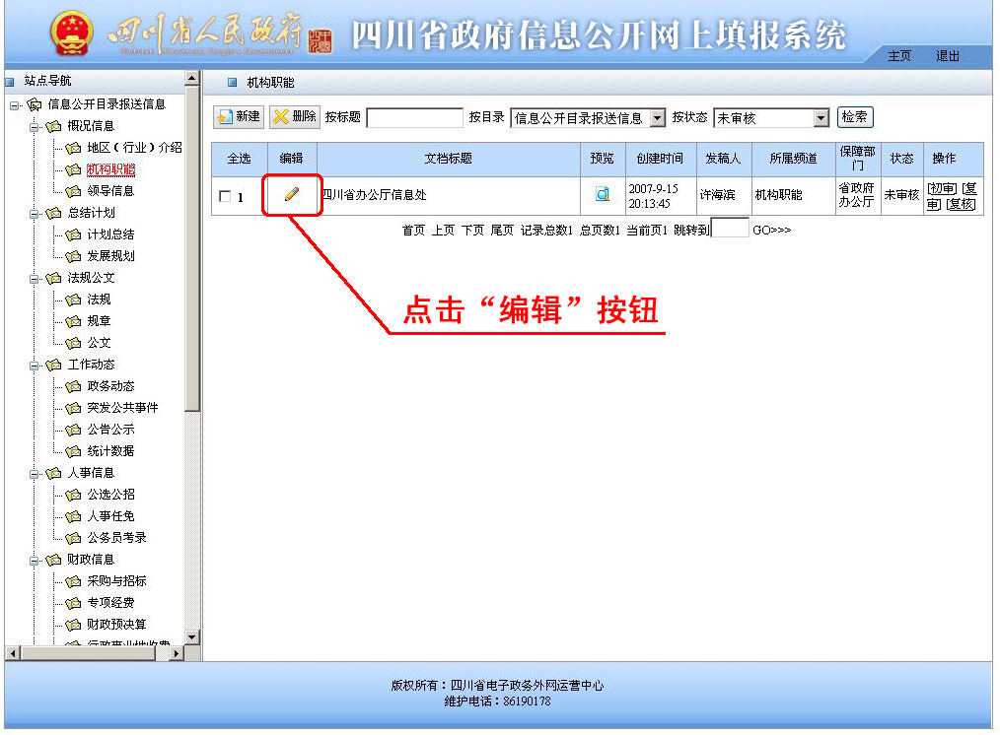 四川省人民政府 四川省政府信息公开网上填报系统
主页 退出
站点导航
信息公开目录报送信息
概况信息
地区（行业）介绍
机构职能
领导信息
总结计划
计划总结
发展规划
法规公文
法规
规章
公文
工作动态
政务动态
突发公共事件
公告公示
统计数据
人事信息
公选公招
人事任免
公务员考录
财政信息
采购与招标
专项经费
财政预决算
行政事业性收费
机构职能
新建 删除 按标题 按目录 信息公开目录报送信息 按状态 未审核 检索
全选 编辑 文档标题 预览 创建时间 发稿人 所属频道 保障部门 状态 操作
1 四川省办公厅信息处 2007-9-15 20:13:45 许海滨 机构职能 省政府办公厅 未审核 [初审] [复审] [复核]
首页 上页 下页 尾页 记录总数1 总页数1 当前页1 跳转到 GO>>>
点击“编辑”按钮
版权所有：四川省电子政务外网运营中心
维护电话：86190178